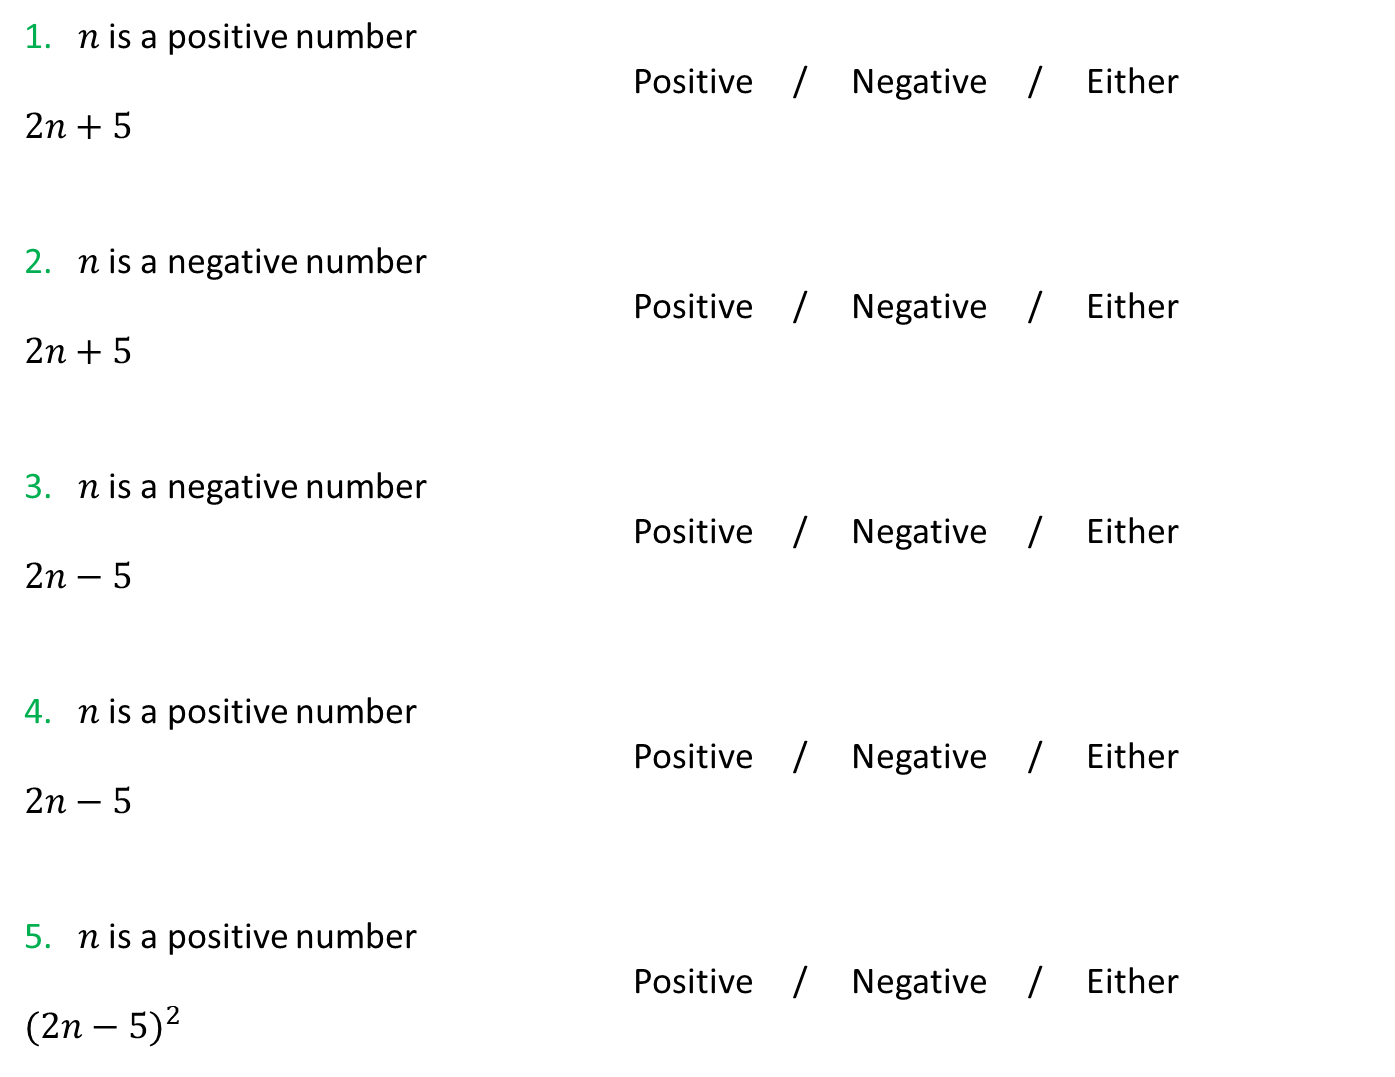 1. n is a positive number
Positive / Negative / Either
2n + 5
2. n is a negative number
Positive / Negative / Either
2n + 5
3. n is a negative number
Positive / Negative / Either
2n − 5
4. n is a positive number
Positive / Negative / Either
2n − 5
5. n is a positive number
Positive / Negative / Either
(2n − 5)²